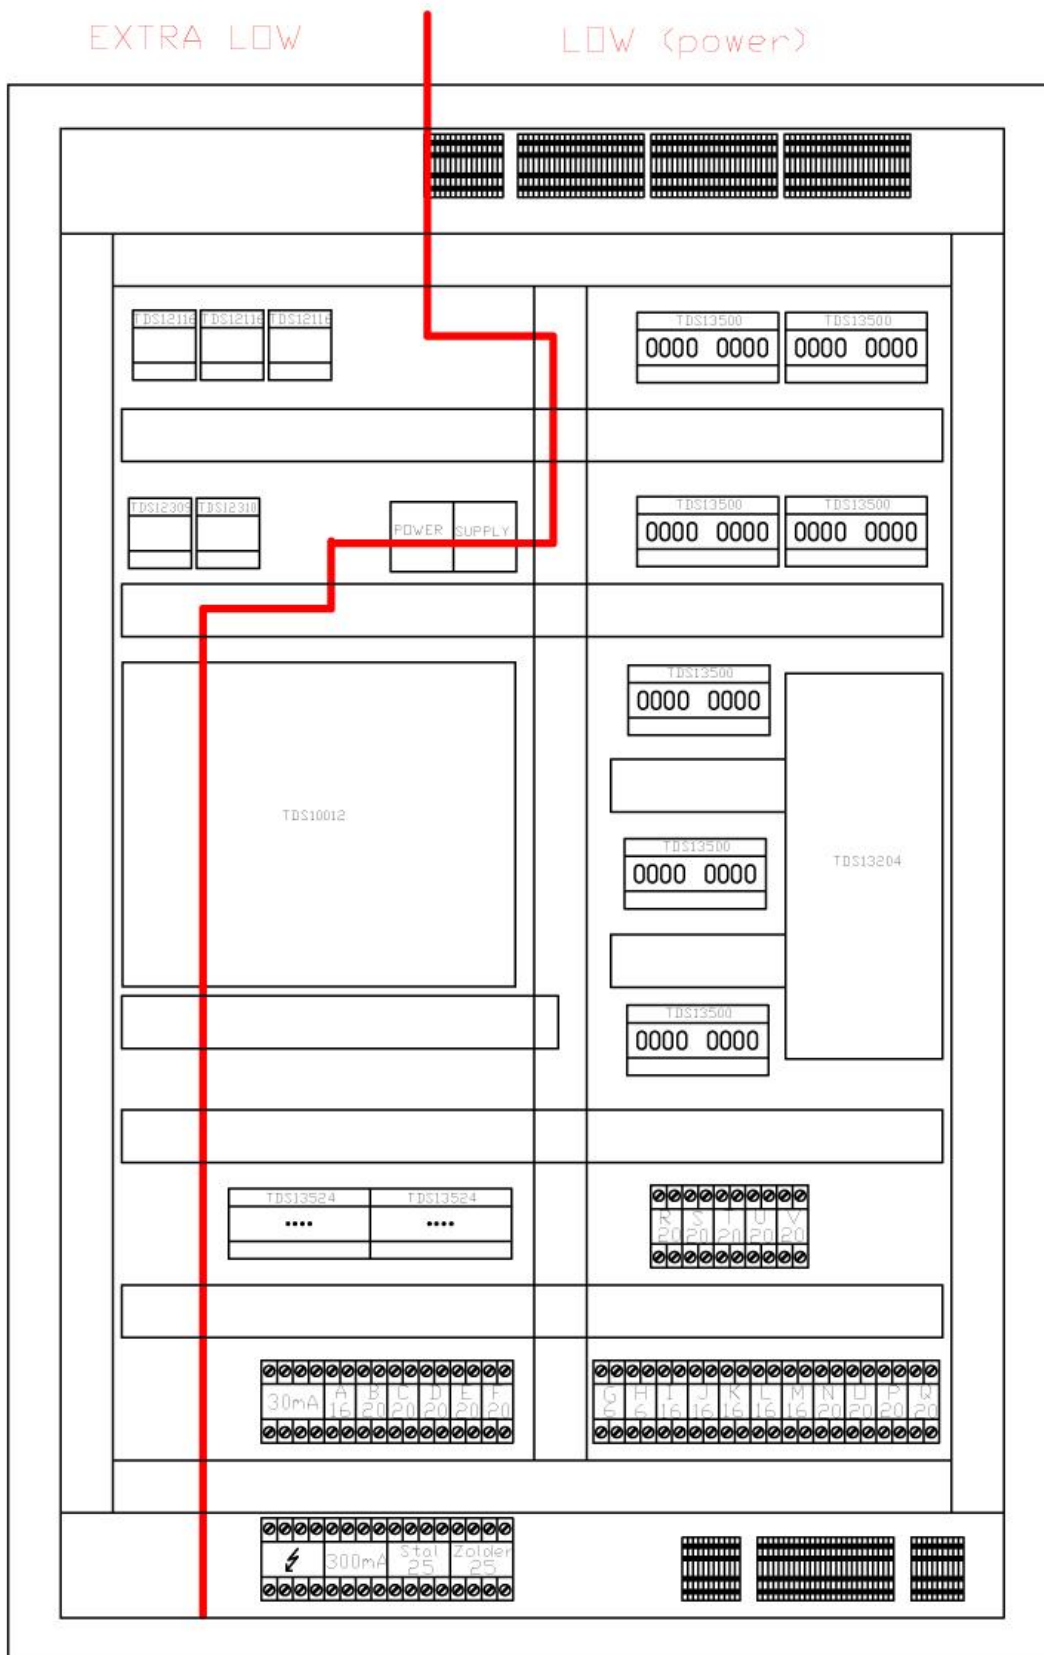 EXTRA LOW
LOW (power)
TDS12116 TDS12116 TDS12116
TDS13500 TDS13500
0000 0000 0000 0000
TDS12309 TDS12310
POWER SUPPLY
TDS13500 TDS13500
0000 0000 0000 0000
TDS13500
0000 0000
TDS10012
TDS13500
0000 0000
TDS13204
TDS13500
0000 0000
TDS13524 TDS13524
R S T U V
20 20 20 20 20
30mA A B C D E F
16 20 20 20 20 20
G H I J K L M N O P Q
6 6 16 16 16 16 16 20 20 20 20
300mA Stal Zolder
25 25